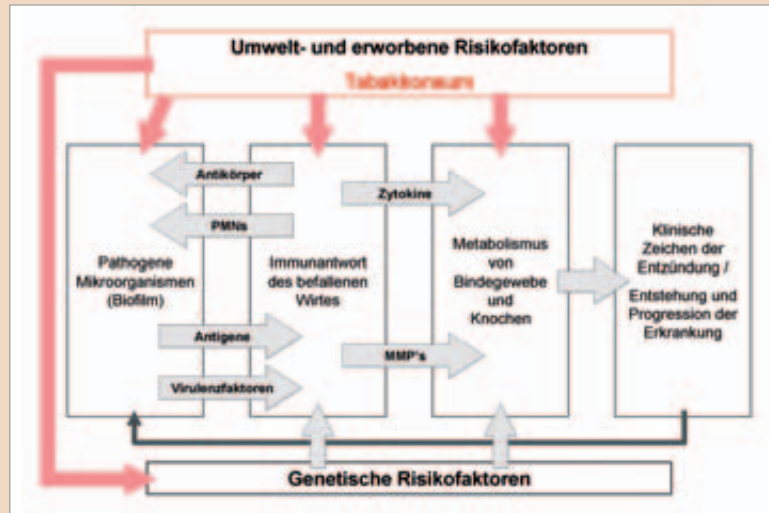 Umwelt- und erworbene Risikofaktoren
Tabakkonsum
Antikörper
PMNs
Pathogene
Mikroorganismen
(Biofilm)
Antigene
Virulenzfaktoren
Immunantwort
des befallenen
Wirtes
Zytokine
MMP's
Metabolismus
von
Bindegewebe
und
Knochen
Klinische
Zeichen der
Entzündung /
Entstehung und
Progression der
Erkrankung
Genetische Risikofaktoren